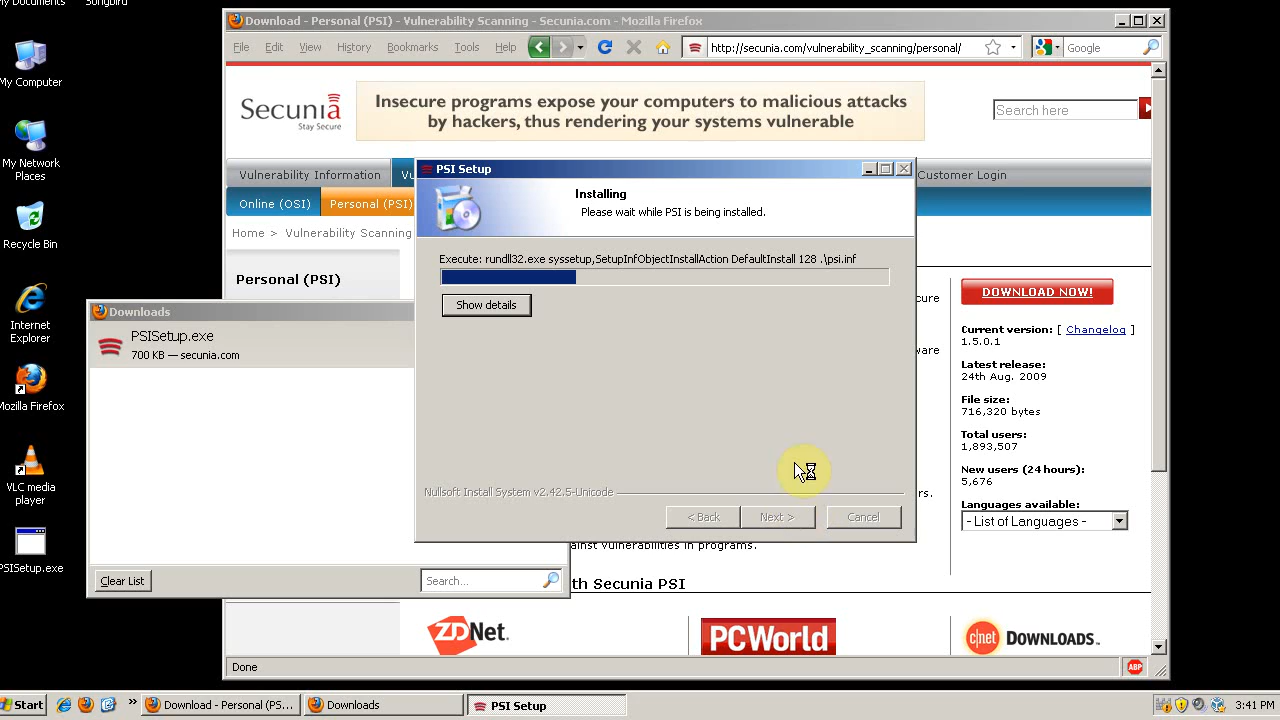 Documents
Songbird
My Computer
My Network
Places
Recycle Bin
Internet
Explorer
Mozilla Firefox
VLC media
player
PSISetup.exe
Download - Personal (PSI) - Vulnerability Scanning - Secunia.com - Mozilla Firefox
File Edit View History Bookmarks Tools Help
http://secunia.com/vulnerability_scanning/personal/
Google
Secunia
Stay Secure
Insecure programs expose your computers to malicious attacks
by hackers, thus rendering your systems vulnerable
Search here
Vulnerability Information
Vu
Customer Login
Online (OSI)
Personal (PSI)
Home > Vulnerability Scanning
Personal (PSI)
PSI Setup
Installing
Please wait while PSI is being installed.
Execute: rundll32.exe syssetup,SetupInfObjectInstallAction DefaultInstall 128 .\psi.inf
Show details
Nullsoft Install System v2.42.5-Unicode
< Back
Next >
Cancel
Downloads
PSISetup.exe
700 KB — secunia.com
Clear List
Search...
cure
ware
rs.
against vulnerabilities in programs.
th Secunia PSI
DOWNLOAD NOW!
Current version: [ Changelog ]
1.5.0.1
Latest release:
24th Aug. 2009
File size:
716,320 bytes
Total users:
1,893,507
New users (24 hours):
5,676
Languages available:
- List of Languages -
ZDNet.
PCWorld
c|net DOWNLOADS.
Done
ABP
Start
»
Download - Personal (PS...
Downloads
PSI Setup
3:41 PM